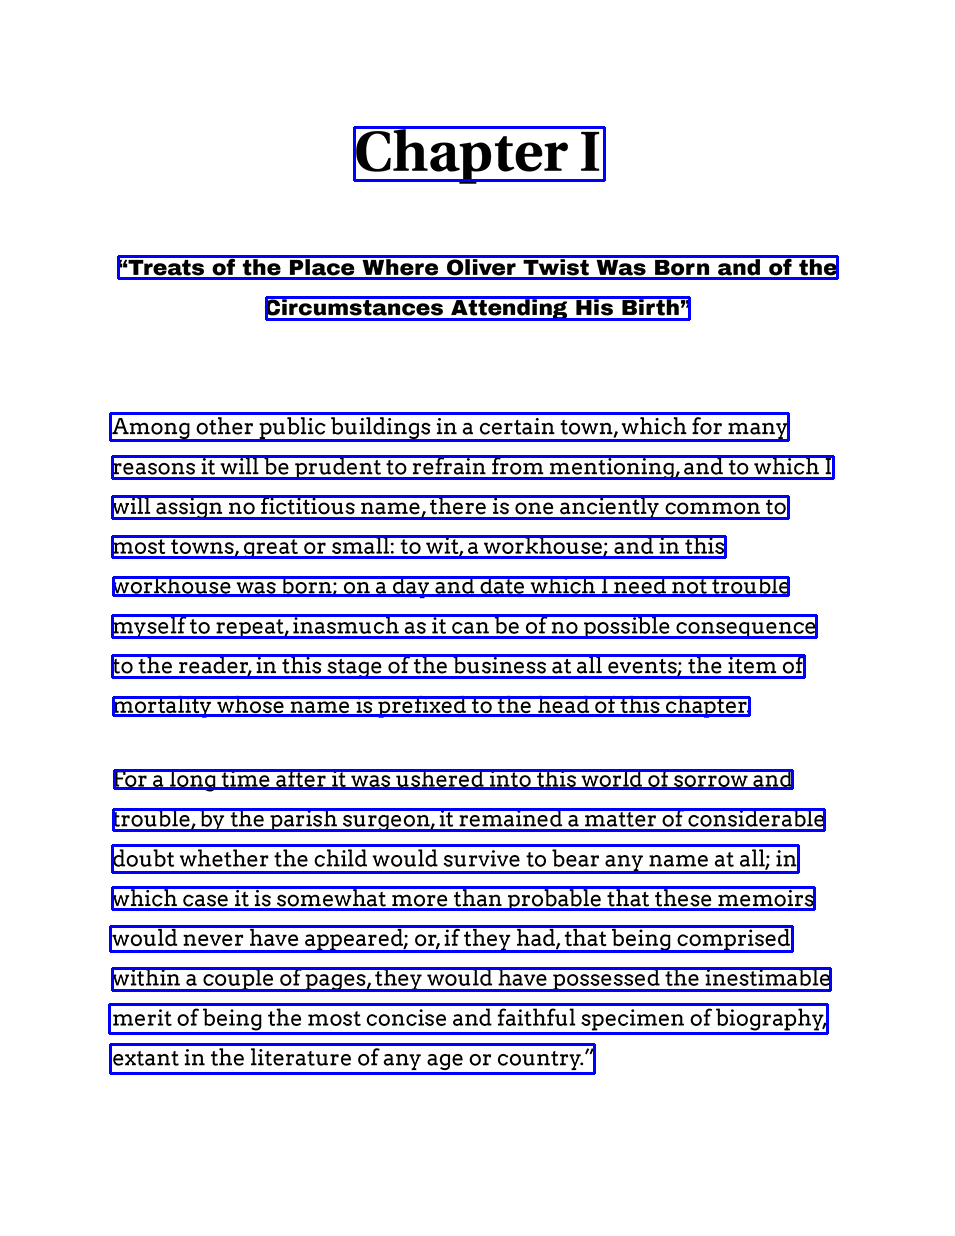 Chapter I
“Treats of the Place Where Oliver Twist Was Born and of the
Circumstances Attending His Birth”
Among other public buildings in a certain town, which for many
reasons it will be prudent to refrain from mentioning, and to which I
will assign no fictitious name, there is one anciently common to
most towns, great or small: to wit, a workhouse; and in this
workhouse was born; on a day and date which I need not trouble
myself to repeat, inasmuch as it can be of no possible consequence
to the reader, in this stage of the business at all events; the item of
mortality whose name is prefixed to the head of this chapter.
For a long time after it was ushered into this world of sorrow and
trouble, by the parish surgeon, it remained a matter of considerable
doubt whether the child would survive to bear any name at all; in
which case it is somewhat more than probable that these memoirs
would never have appeared; or, if they had, that being comprised
within a couple of pages, they would have possessed the inestimable
merit of being the most concise and faithful specimen of biography,
extant in the literature of any age or country.”